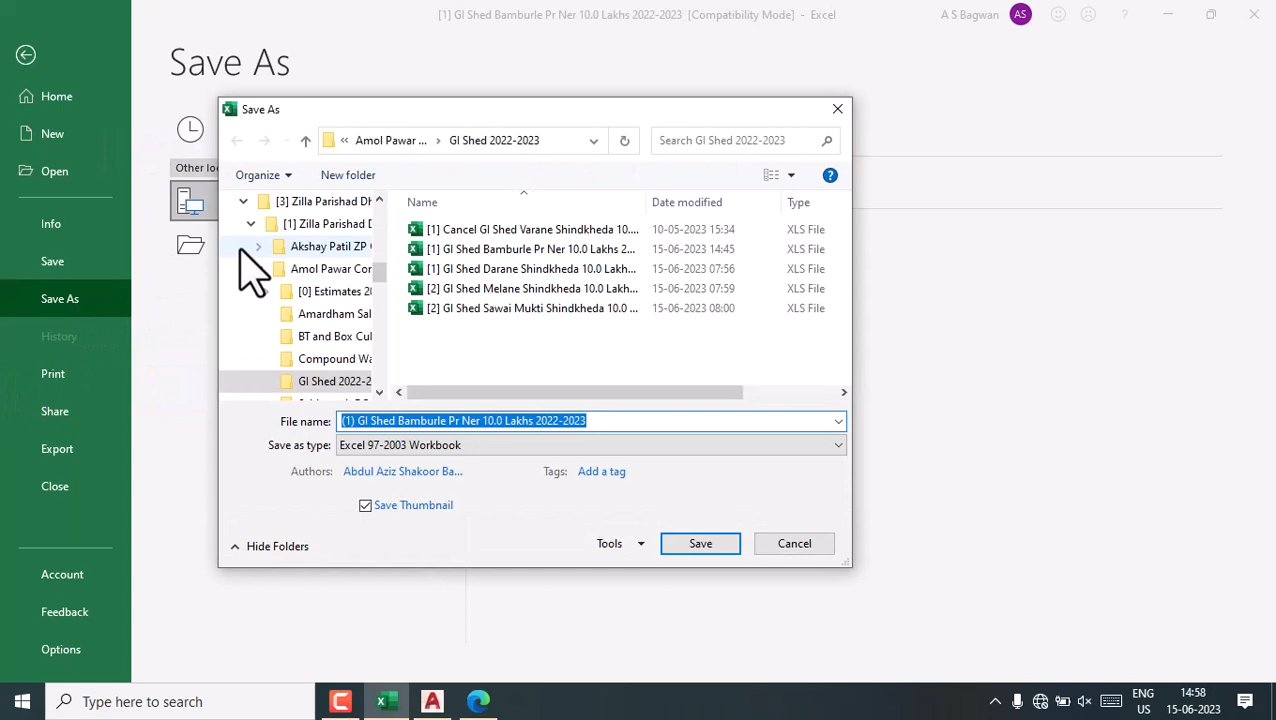 [1] GI Shed Bamburle Pr Ner 10.0 Lakhs 2022-2023 [Compatibility Mode] - Excel
A S Bagwan
AS
?
Save As
Home
New
Open
Info
Save
Save As
History
Print
Share
Export
Close
Account
Feedback
Options
Other loc
Save As
« Amol Pawar ... › GI Shed 2022-2023
Search GI Shed 2022-2023
Organize
New folder
?
[3] Zilla Parishad DH
[1] Zilla Parishad D
Akshay Patil ZP
Amol Pawar Con
[0] Estimates 20
Amardham Sal
BT and Box Cul
Compound Wa
GI Shed 2022-2
Name
Date modified
Type
[1] Cancel GI Shed Varane Shindkheda 10.... 10-05-2023 15:34 XLS File
[1] GI Shed Bamburle Pr Ner 10.0 Lakhs 2... 15-06-2023 14:45 XLS File
[1] GI Shed Darane Shindkheda 10.0 Lakh... 15-06-2023 07:56 XLS File
[2] GI Shed Melane Shindkheda 10.0 Lakh... 15-06-2023 07:59 XLS File
[2] GI Shed Sawai Mukti Shindkheda 10.0 ... 15-06-2023 08:00 XLS File
File name: (1) GI Shed Bamburle Pr Ner 10.0 Lakhs 2022-2023
Save as type: Excel 97-2003 Workbook
Authors: Abdul Aziz Shakoor Ba...
Tags: Add a tag
Save Thumbnail
Hide Folders
Tools
Save
Cancel
Type here to search
ENG
IN
14:58
15-06-2023